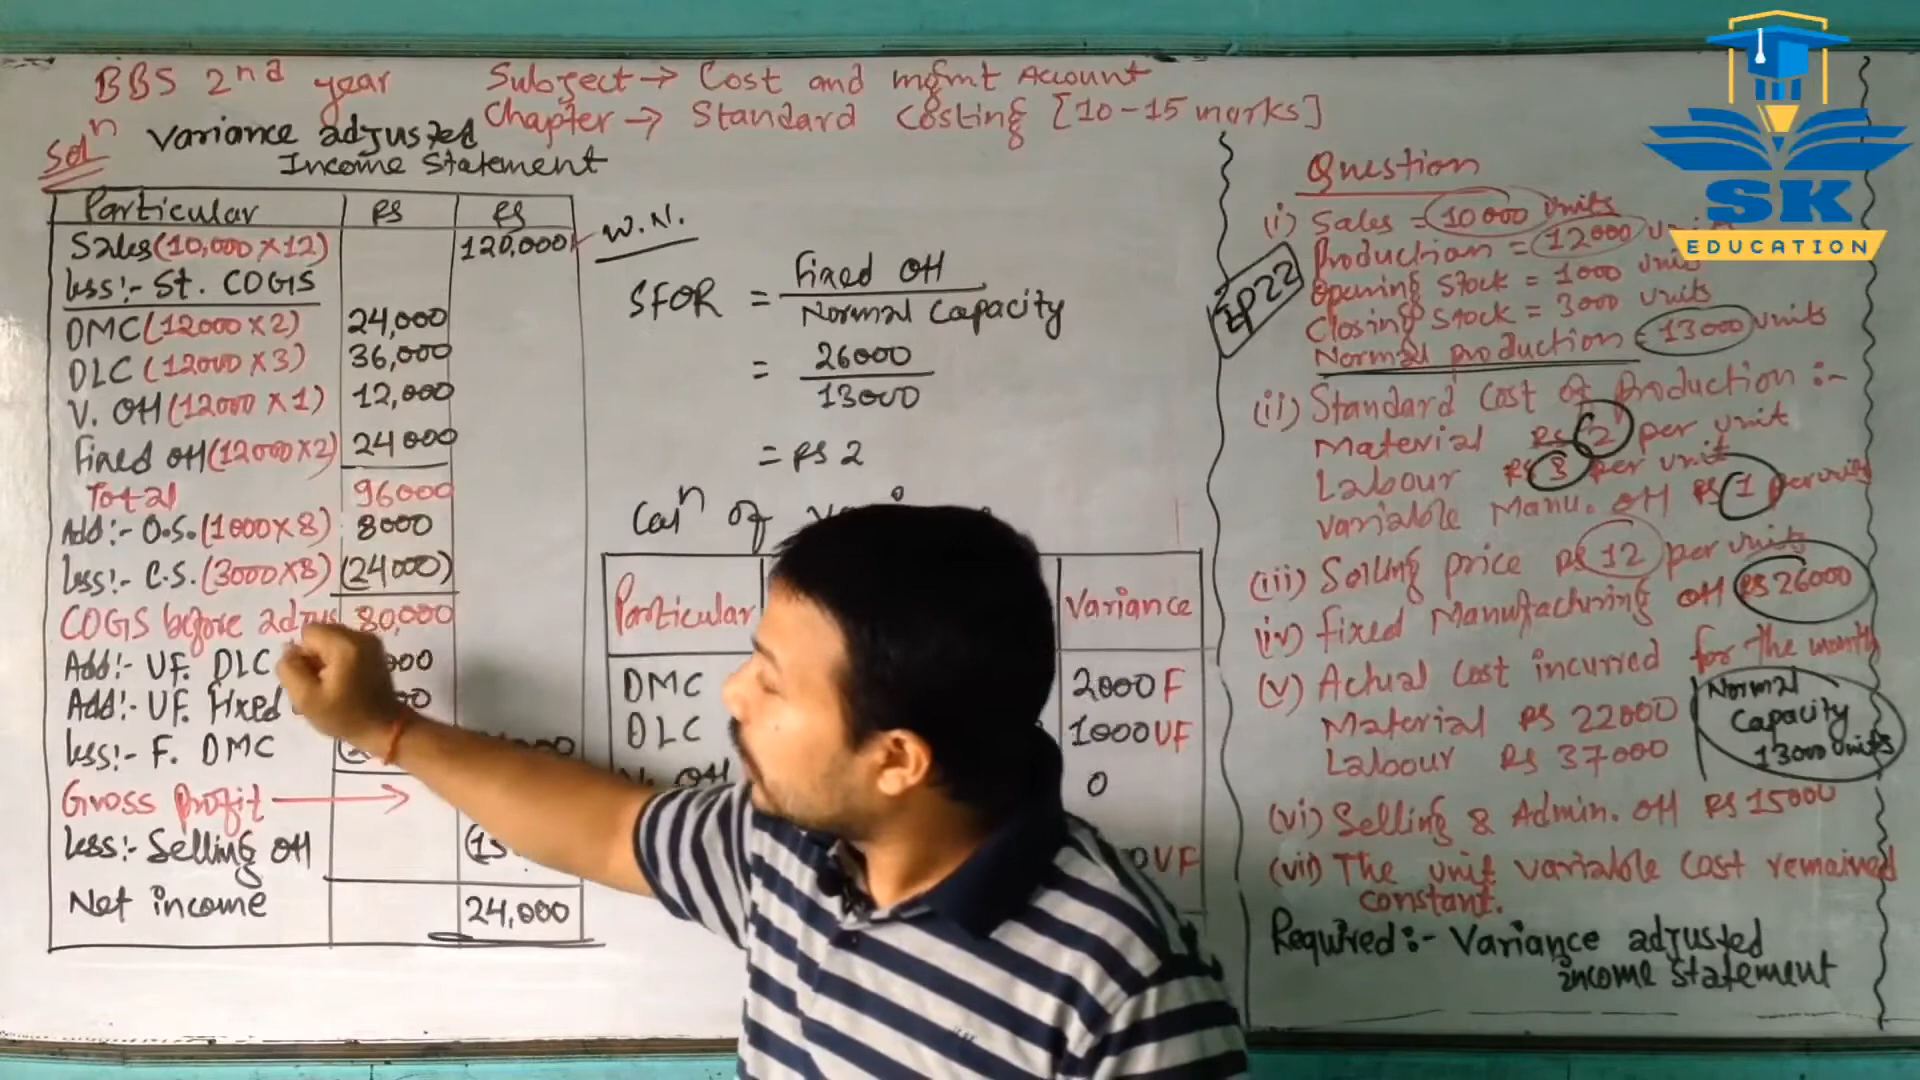 BBS 2nd year
Subject → Cost and mgmt Account
Chapter → Standard Costing [10-15 marks]
Solⁿ
Variance adjusted
Income Statement
Particular Rs Rs
Sales (10,000 × 12) 120,000
less:- St. COGS
DMC (12000 × 2) 24,000
DLC (12000 × 3) 36,000
V. OH (12000 × 1) 12,000
Fixed OH (12000 × 2) 24000
Total 96000
Add:- O.S. (1000 × 8) 8000
less:- C.S. (3000 × 8) (24000)
COGS before adjus 80,000
Add:- UF. DLC
Add:- UF. Fixed
less:- F. DMC
Gross profit →
less:- Selling OH
Net income 24,000
W.N.
SFOR = Fixed OH
Normal Capacity
= 26000
13000
= Rs 2
Calⁿ of
Particular Variance
DMC 2000 F
DLC 1000 UF
OH 0
UF
Question
EP22
(i) Sales = 10000 units
Production = 12000
Opening Stock = 1000 unit
Closing Stock = 3000 units
Normal production = 13000 units
(ii) Standard Cost of Production :-
Material Rs 2 per unit
Labour Rs 3 per unit
variable Manu. OH Rs 1 per unit
(iii) Selling price Rs 12 per units
(iv) fixed Manufacturing OH Rs 26000
(v) Actual Cost incurred for the month
Material Rs 22000
Labour Rs 37000
Normal
Capacity
13000 units
(vi) Selling & Admin. OH Rs 15000
(vii) The unit variable Cost remained
constant.
Required:- Variance adjusted
income statement
SK
EDUCATION